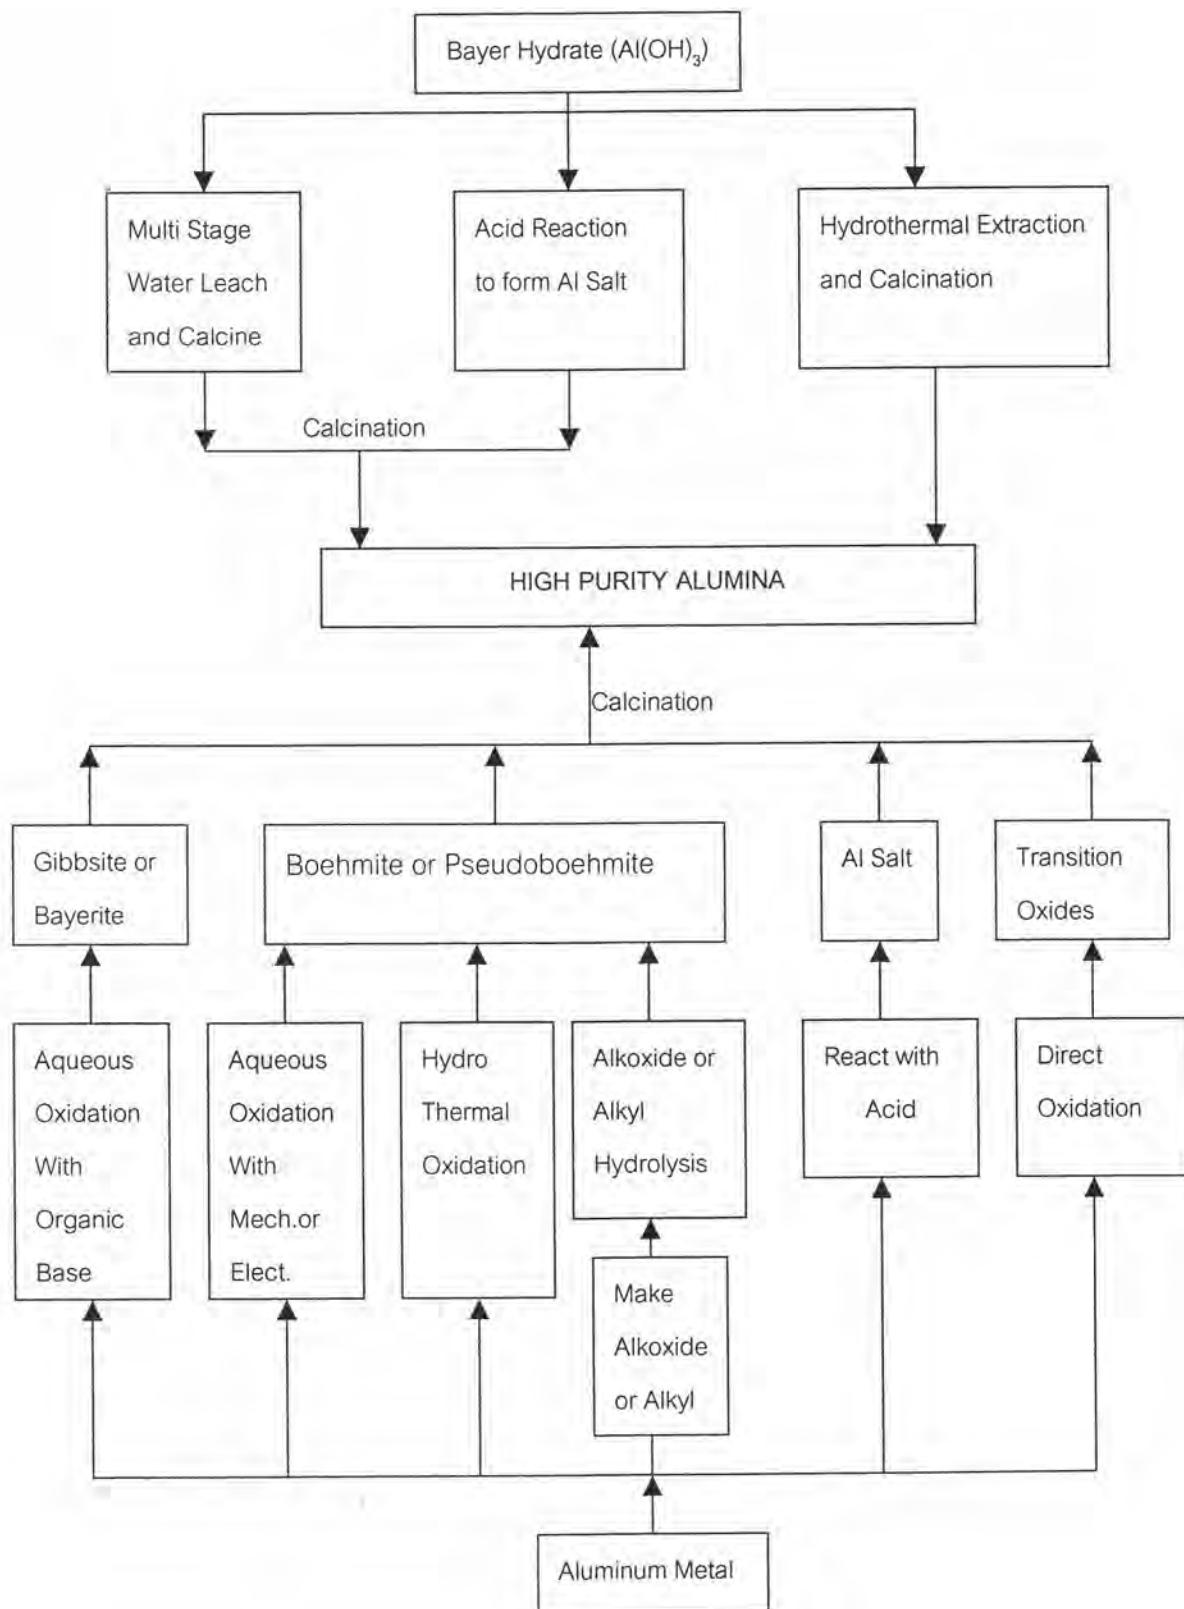 Bayer Hydrate (Al(OH)₃)
Multi Stage
Water Leach
and Calcine
Acid Reaction
to form Al Salt
Hydrothermal Extraction
and Calcination
Calcination
HIGH PURITY ALUMINA
Calcination
Gibbsite or
Bayerite
Boehmite or Pseudoboehmite
Al Salt
Transition
Oxides
Aqueous
Oxidation
With
Organic
Base
Aqueous
Oxidation
With
Mech.or
Elect.
Hydro
Thermal
Oxidation
Alkoxide or
Alkyl
Hydrolysis
React with
Acid
Direct
Oxidation
Make
Alkoxide
or Alkyl
Aluminum Metal